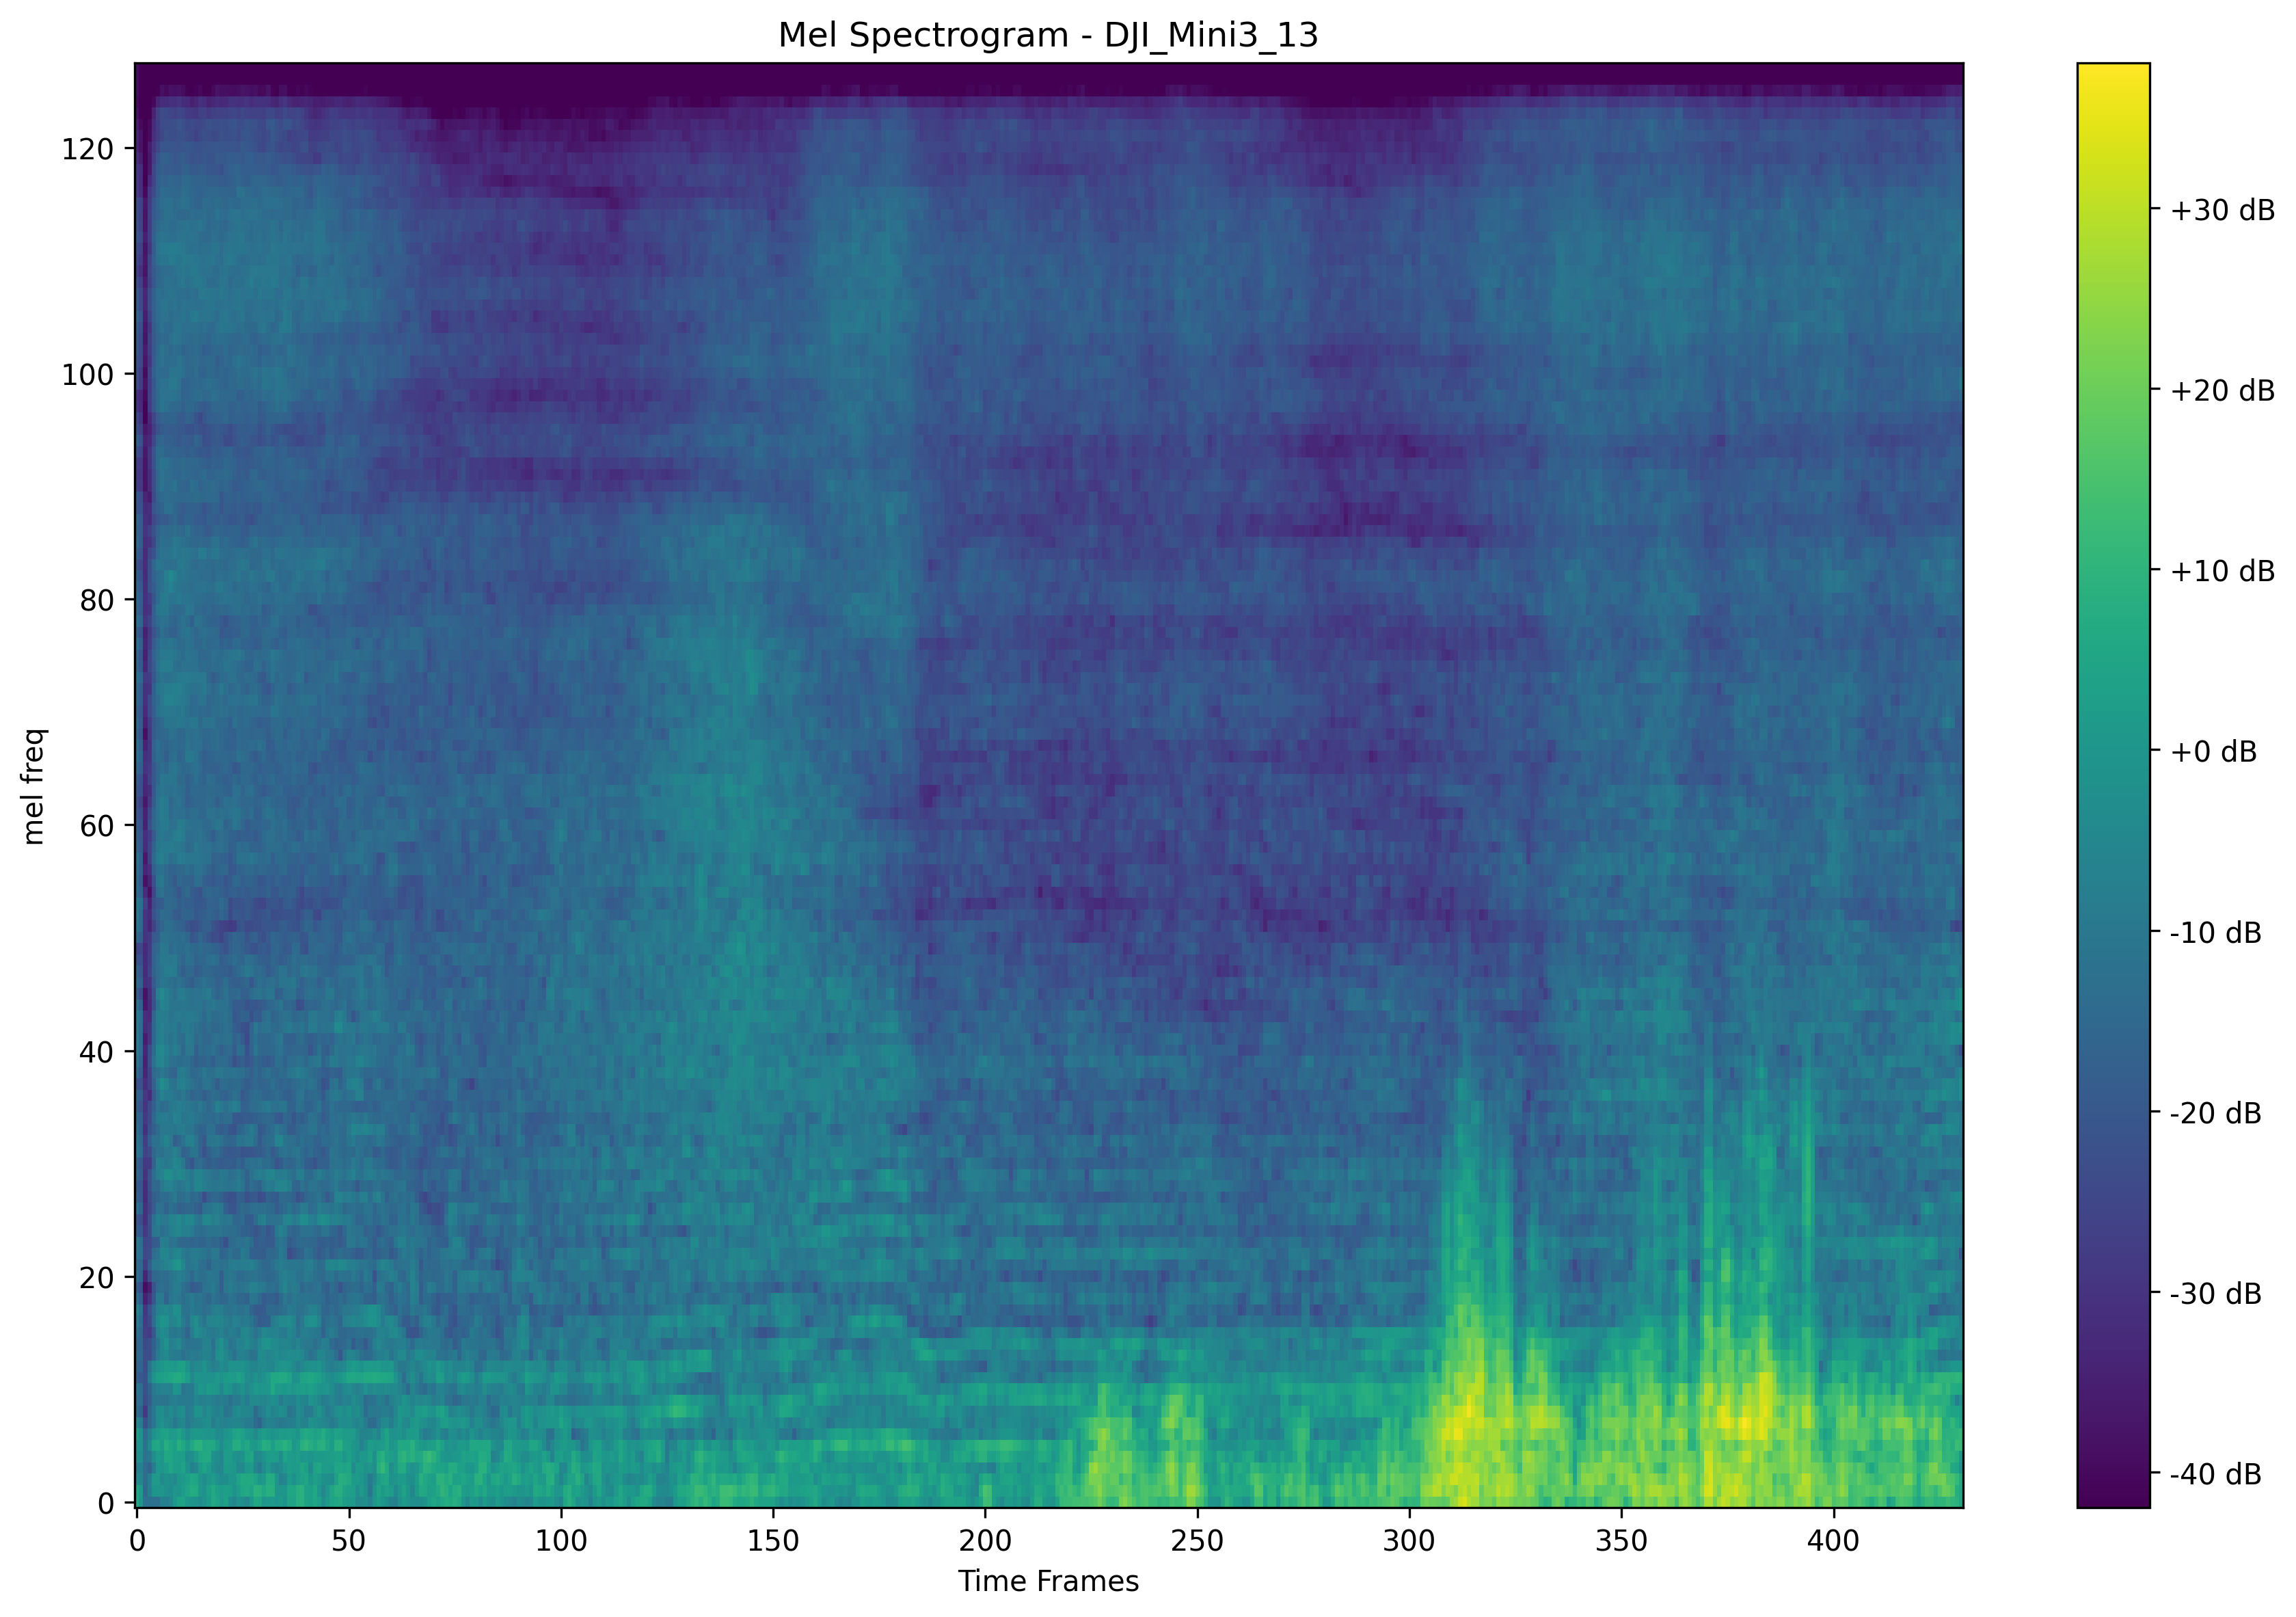 Mel Spectrogram - DJI_Mini3_13
mel freq
120
100
80
60
40
20
0
0 50 100 150 200 250 300 350 400
Time Frames
+30 dB
+20 dB
+10 dB
+0 dB
-10 dB
-20 dB
-30 dB
-40 dB